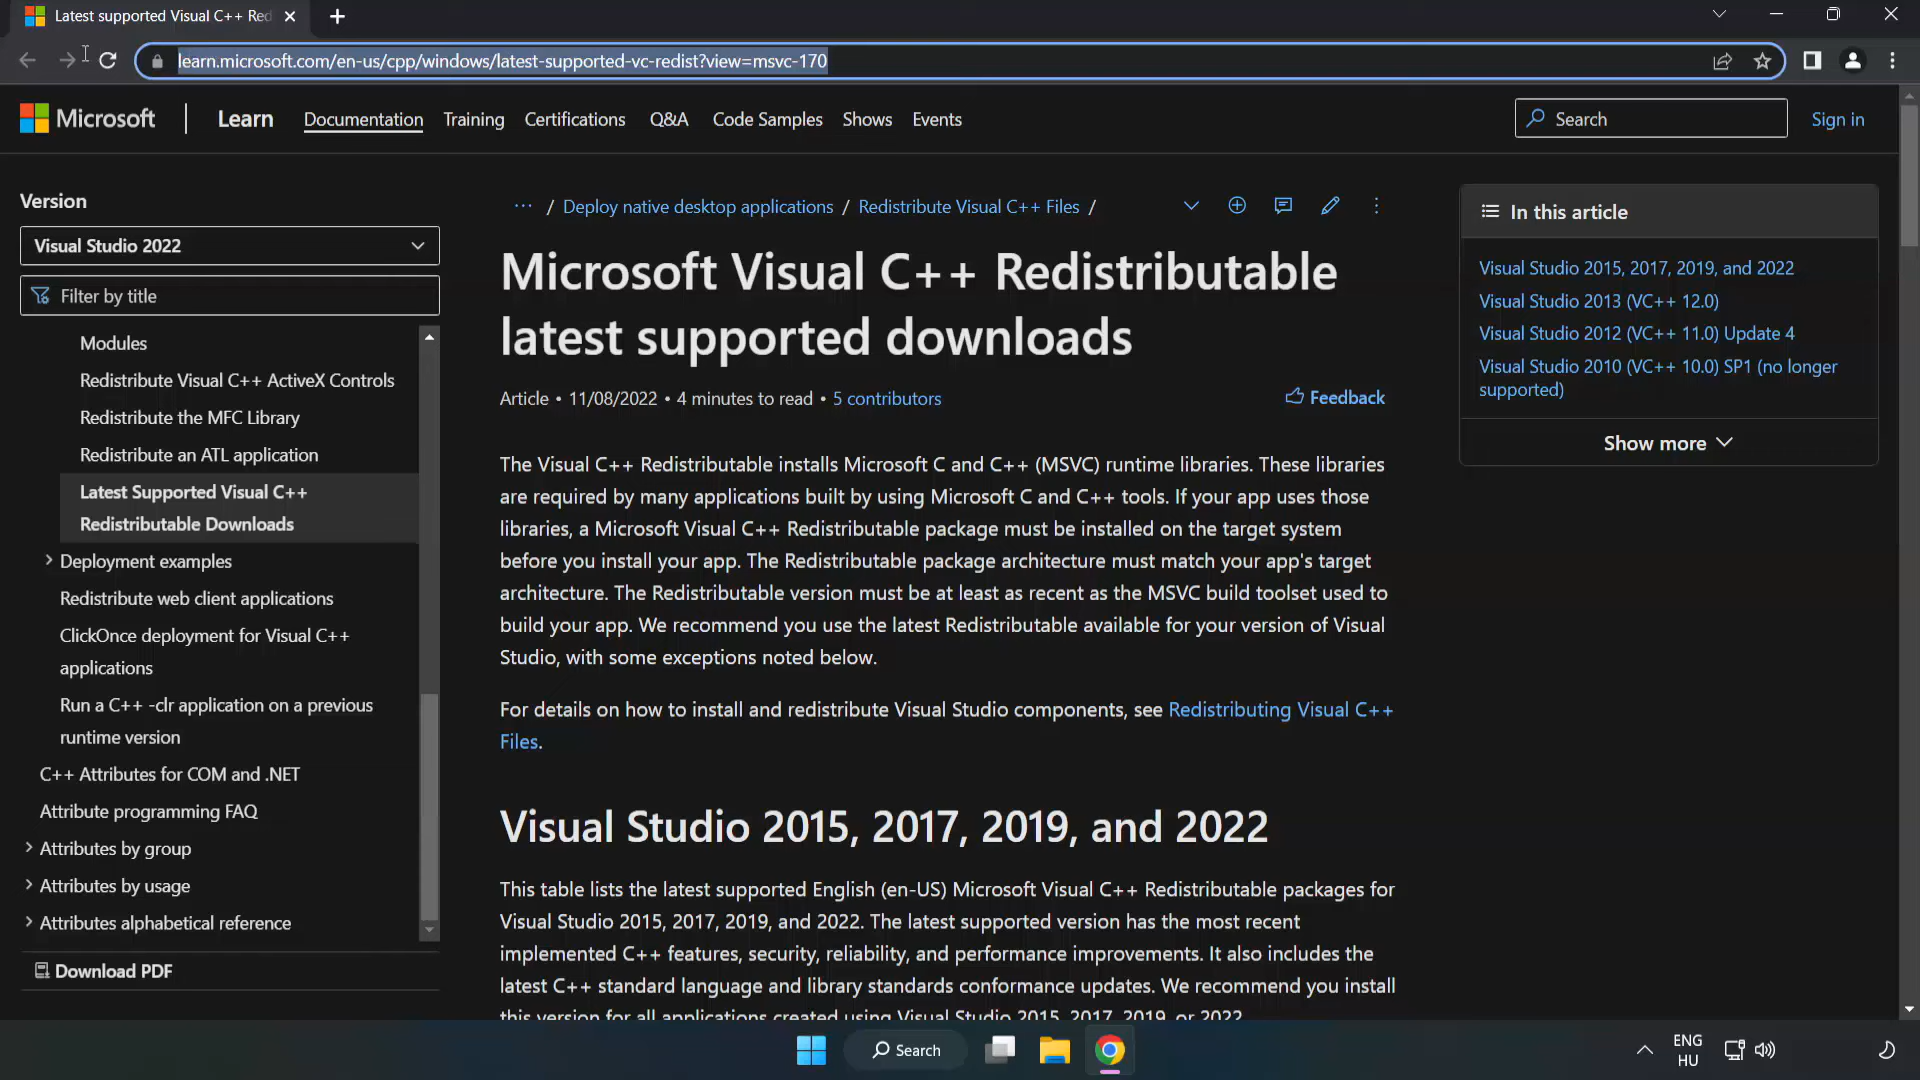 Latest supported Visual C++ Red
learn.microsoft.com/en-us/cpp/windows/latest-supported-vc-redist?view=msvc-170
Microsoft
Learn
Documentation
Training
Certifications
Q&A
Code Samples
Shows
Events
Search
Sign in
Version
Visual Studio 2022
Filter by title
Modules
Redistribute Visual C++ ActiveX Controls
Redistribute the MFC Library
Redistribute an ATL application
Latest Supported Visual C++
Redistributable Downloads
Deployment examples
Redistribute web client applications
ClickOnce deployment for Visual C++
applications
Run a C++ -clr application on a previous
runtime version
C++ Attributes for COM and .NET
Attribute programming FAQ
Attributes by group
Attributes by usage
Attributes alphabetical reference
Download PDF
··· / Deploy native desktop applications / Redistribute Visual C++ Files /
Microsoft Visual C++ Redistributable
latest supported downloads
Article • 11/08/2022 • 4 minutes to read • 5 contributors
Feedback
The Visual C++ Redistributable installs Microsoft C and C++ (MSVC) runtime libraries. These libraries
are required by many applications built by using Microsoft C and C++ tools. If your app uses those
libraries, a Microsoft Visual C++ Redistributable package must be installed on the target system
before you install your app. The Redistributable package architecture must match your app's target
architecture. The Redistributable version must be at least as recent as the MSVC build toolset used to
build your app. We recommend you use the latest Redistributable available for your version of Visual
Studio, with some exceptions noted below.
For details on how to install and redistribute Visual Studio components, see Redistributing Visual C++
Files.
Visual Studio 2015, 2017, 2019, and 2022
This table lists the latest supported English (en-US) Microsoft Visual C++ Redistributable packages for
Visual Studio 2015, 2017, 2019, and 2022. The latest supported version has the most recent
implemented C++ features, security, reliability, and performance improvements. It also includes the
latest C++ standard language and library standards conformance updates. We recommend you install
this version for all applications created using Visual Studio 2015, 2017, 2019, or 2022.
In this article
Visual Studio 2015, 2017, 2019, and 2022
Visual Studio 2013 (VC++ 12.0)
Visual Studio 2012 (VC++ 11.0) Update 4
Visual Studio 2010 (VC++ 10.0) SP1 (no longer
supported)
Show more
Search
ENG
HU